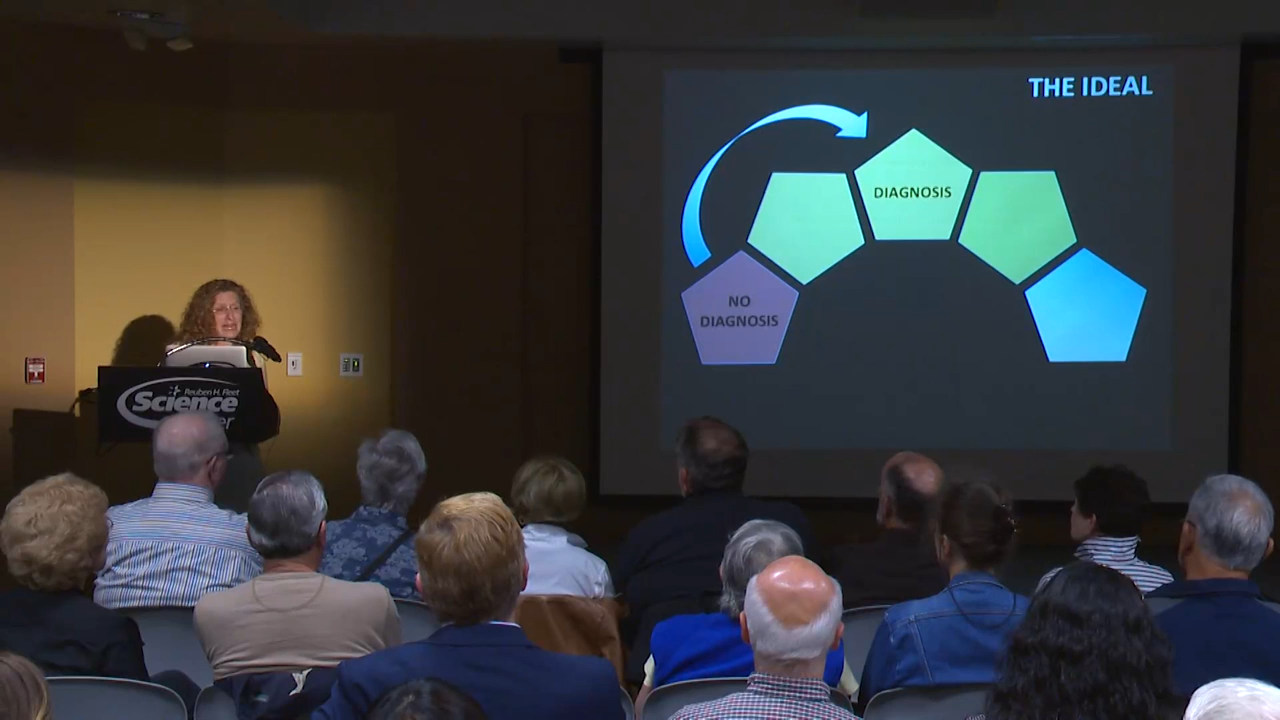 THE IDEAL
DIAGNOSIS
NO
DIAGNOSIS
Reuben H. Fleet
Science